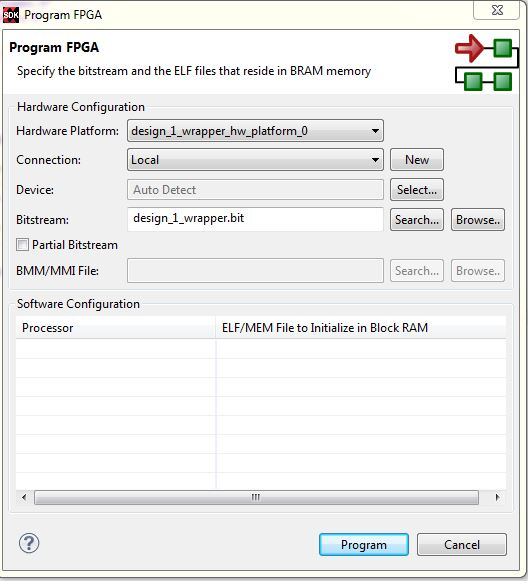 SDK Program FPGA
Program FPGA
Specify the bitstream and the ELF files that reside in BRAM memory
Hardware Configuration
Hardware Platform: design_1_wrapper_hw_platform_0
Connection: Local New
Device: Auto Detect Select...
Bitstream: design_1_wrapper.bit Search... Browse..
Partial Bitstream
BMM/MMI File: Search... Browse..
Software Configuration
Processor ELF/MEM File to Initialize in Block RAM
? Program Cancel